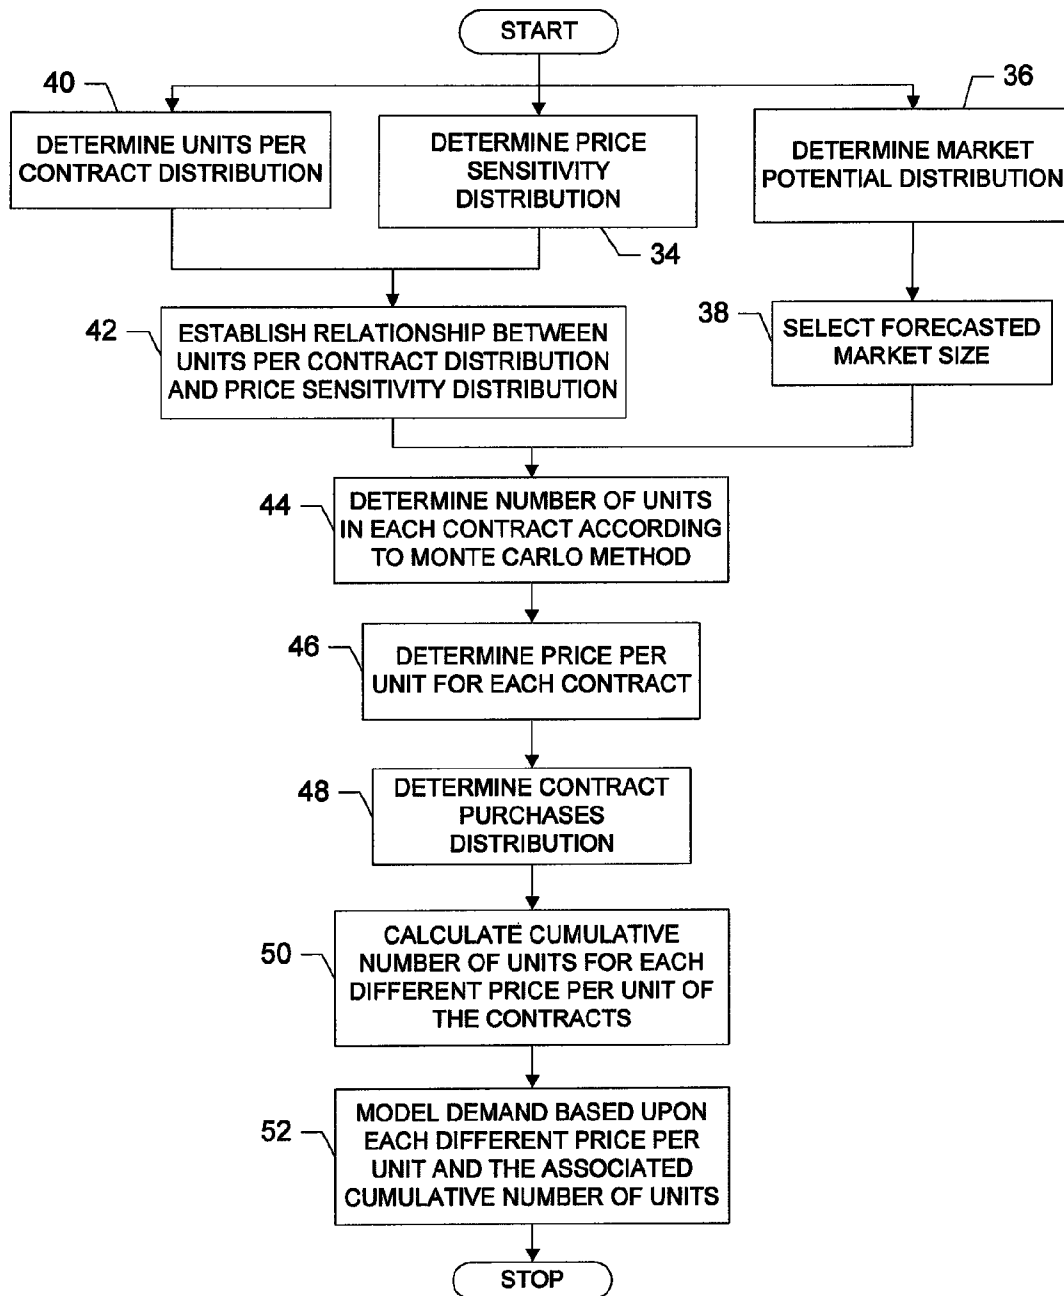 START
40
36
DETERMINE UNITS PER
CONTRACT DISTRIBUTION
DETERMINE PRICE
SENSITIVITY
DISTRIBUTION
DETERMINE MARKET
POTENTIAL DISTRIBUTION
34
42
ESTABLISH RELATIONSHIP BETWEEN
UNITS PER CONTRACT DISTRIBUTION
AND PRICE SENSITIVITY DISTRIBUTION
38
SELECT FORECASTED
MARKET SIZE
44
DETERMINE NUMBER OF UNITS
IN EACH CONTRACT ACCORDING
TO MONTE CARLO METHOD
46
DETERMINE PRICE PER
UNIT FOR EACH CONTRACT
48
DETERMINE CONTRACT
PURCHASES
DISTRIBUTION
50
CALCULATE CUMULATIVE
NUMBER OF UNITS FOR EACH
DIFFERENT PRICE PER UNIT OF
THE CONTRACTS
52
MODEL DEMAND BASED UPON
EACH DIFFERENT PRICE PER
UNIT AND THE ASSOCIATED
CUMULATIVE NUMBER OF UNITS
STOP